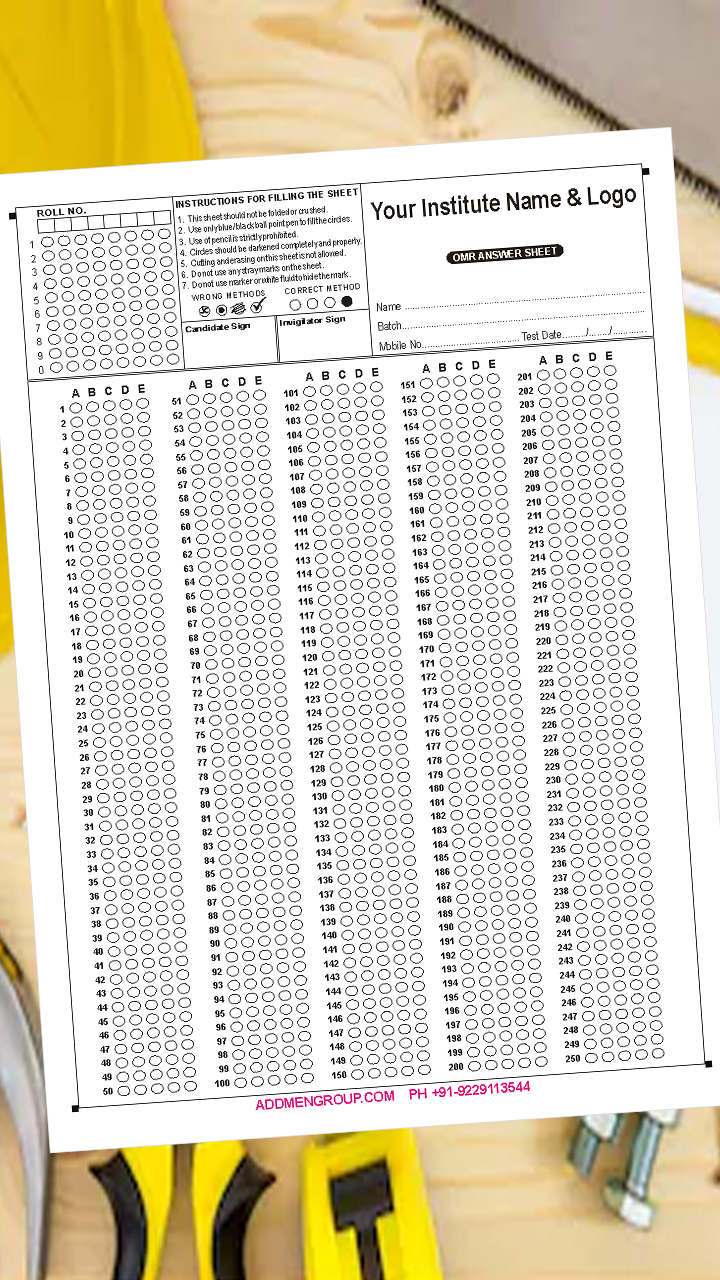 ROLL NO.
1
2
3
4
5
6
7
8
9
0
INSTRUCTIONS FOR FILLING THE SHEET
1. This sheet should not be folded or crushed.
2. Use only blue/black ball point pen to fill the circles.
3. Use of pencil is strictly prohibited.
4. Circles should be darkened completely and properly.
5. Cutting and erasing on this sheet is not allowed.
6. Do not use any stray marks on the sheet.
7. Do not use marker or white fluid to hide the mark.
WRONG METHODS CORRECT METHOD
Candidate Sign Invigilator Sign
Your Institute Name & Logo
OMR ANSWER SHEET
Name
Batch
Mobile No. Test Date / /
A B C D E A B C D E A B C D E A B C D E A B C D E
1 51 101 151 201
2 52 102 152 202
3 53 103 153 203
4 54 104 154 204
5 55 105 155 205
6 56 106 156 206
7 57 107 157 207
8 58 108 158 208
9 59 109 159 209
10 60 110 160 210
11 61 111 161 211
12 62 112 162 212
13 63 113 163 213
14 64 114 164 214
15 65 115 165 215
16 66 116 166 216
17 67 117 167 217
18 68 118 168 218
19 69 119 169 219
20 70 120 170 220
21 71 121 171 221
22 72 122 172 222
23 73 123 173 223
24 74 124 174 224
25 75 125 175 225
26 76 126 176 226
27 77 127 177 227
28 78 128 178 228
29 79 129 179 229
30 80 130 180 230
31 81 131 181 231
32 82 132 182 232
33 83 133 183 233
34 84 134 184 234
35 85 135 185 235
36 86 136 186 236
37 87 137 187 237
38 88 138 188 238
39 89 139 189 239
40 90 140 190 240
41 91 141 191 241
42 92 142 192 242
43 93 143 193 243
44 94 144 194 244
45 95 145 195 245
46 96 146 196 246
47 97 147 197 247
48 98 148 198 248
49 99 149 199 249
50 100 150 200 250
ADDMENGROUP.COM PH +91-9229113544